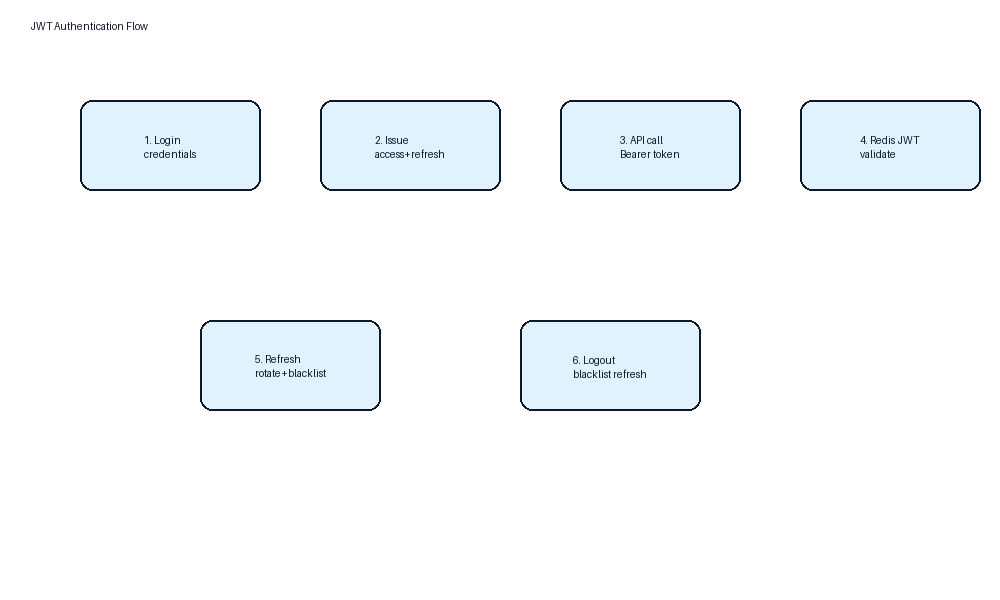 JWT Authentication Flow
1. Login
credentials
2. Issue
access+refresh
3. API call
Bearer token
4. Redis JWT
validate
5. Refresh
rotate+blacklist
6. Logout
blacklist refresh